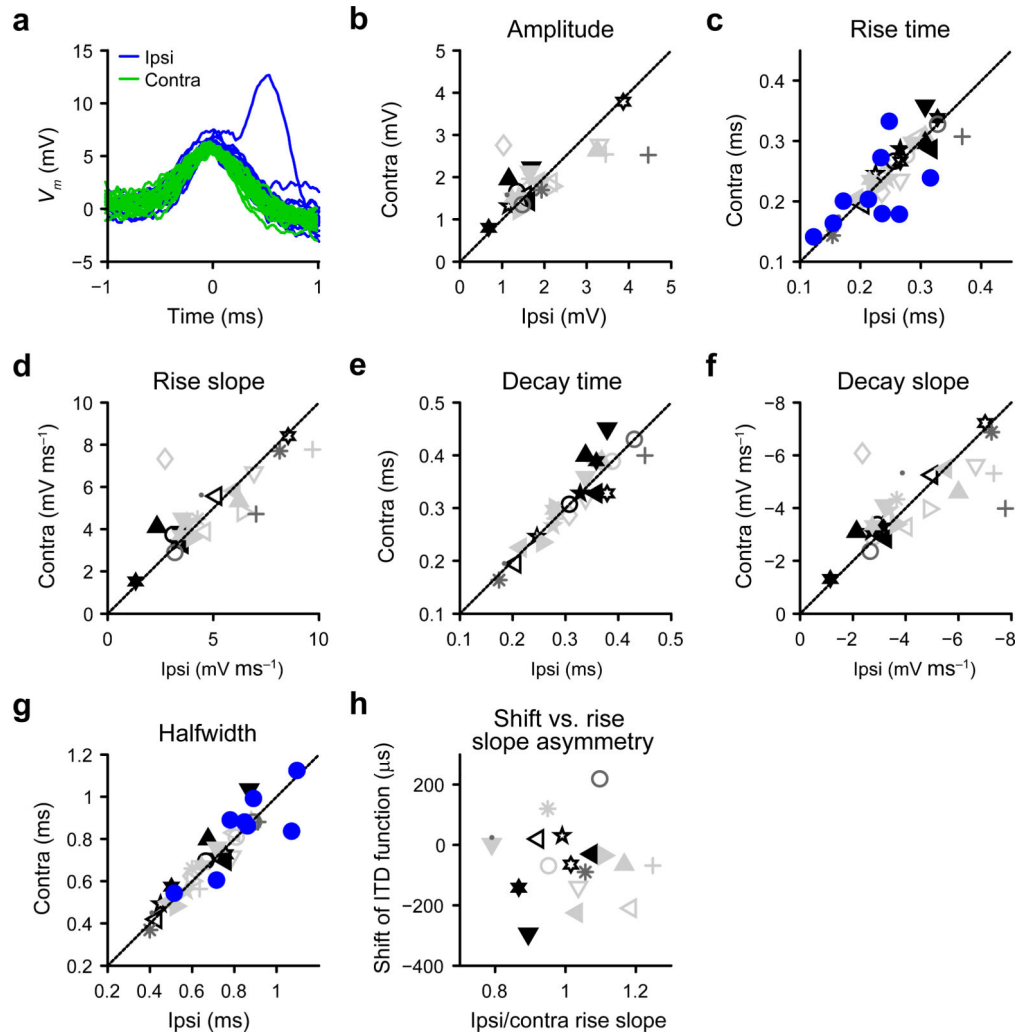 a
15
10
5
0
−5
Vm (mV)
Ipsi
Contra
−1
0
1
Time (ms)
b
Amplitude
5
4
3
2
1
0
Contra (mV)
0
1
2
3
4
5
Ipsi (mV)
c
Rise time
0.4
0.3
0.2
0.1
Contra (ms)
0.1
0.2
0.3
0.4
Ipsi (ms)
d
Rise slope
10
8
6
4
2
0
Contra (mV ms⁻¹)
0
5
10
Ipsi (mV ms⁻¹)
e
Decay time
0.5
0.4
0.3
0.2
0.1
Contra (ms)
0.1
0.2
0.3
0.4
0.5
Ipsi (ms)
f
Decay slope
−8
−6
−4
−2
0
Contra (mV ms⁻¹)
0
−2
−4
−6
−8
Ipsi (mV ms⁻¹)
g
Halfwidth
1.2
1
0.8
0.6
0.4
0.2
Contra (ms)
0.2
0.4
0.6
0.8
1
Ipsi (ms)
h
Shift vs. rise
slope asymmetry
200
0
−200
−400
Shift of ITD function (µs)
0.8
1
1.2
Ipsi/contra rise slope